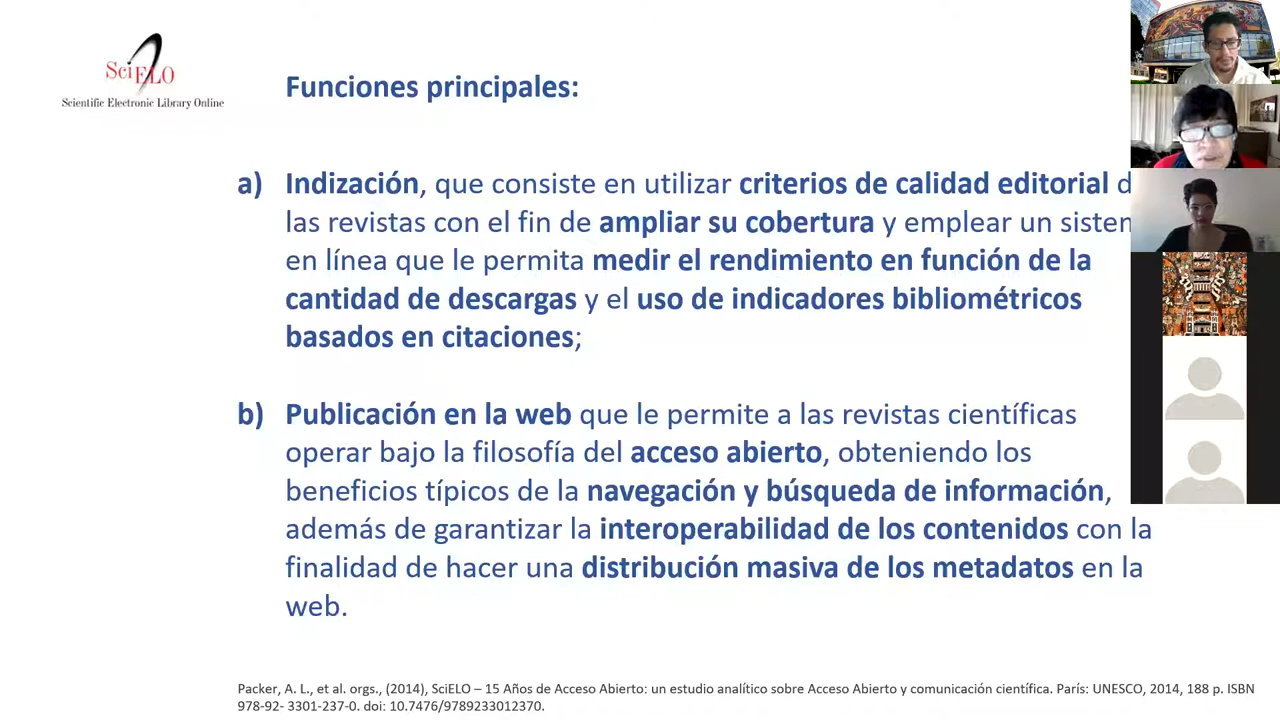 SciELO
Scientific Electronic Library Online
Funciones principales:
a) Indización, que consiste en utilizar criterios de calidad editorial
las revistas con el fin de ampliar su cobertura y emplear un
en línea que le permita medir el rendimiento en función de la
cantidad de descargas y el uso de indicadores bibliométricos
basados en citaciones;
b) Publicación en la web que le permite a las revistas científicas
operar bajo la filosofía del acceso abierto, obteniendo los
beneficios típicos de la navegación y búsqueda de información,
además de garantizar la interoperabilidad de los contenidos con la
finalidad de hacer una distribución masiva de los metadatos en la
web.
Packer, A. L., et al. orgs., (2014), SciELO – 15 Años de Acceso Abierto: un estudio analítico sobre Acceso Abierto y comunicación científica. París: UNESCO, 2014, 188 p. ISBN
978-92- 3301-237-0. doi: 10.7476/9789233012370.